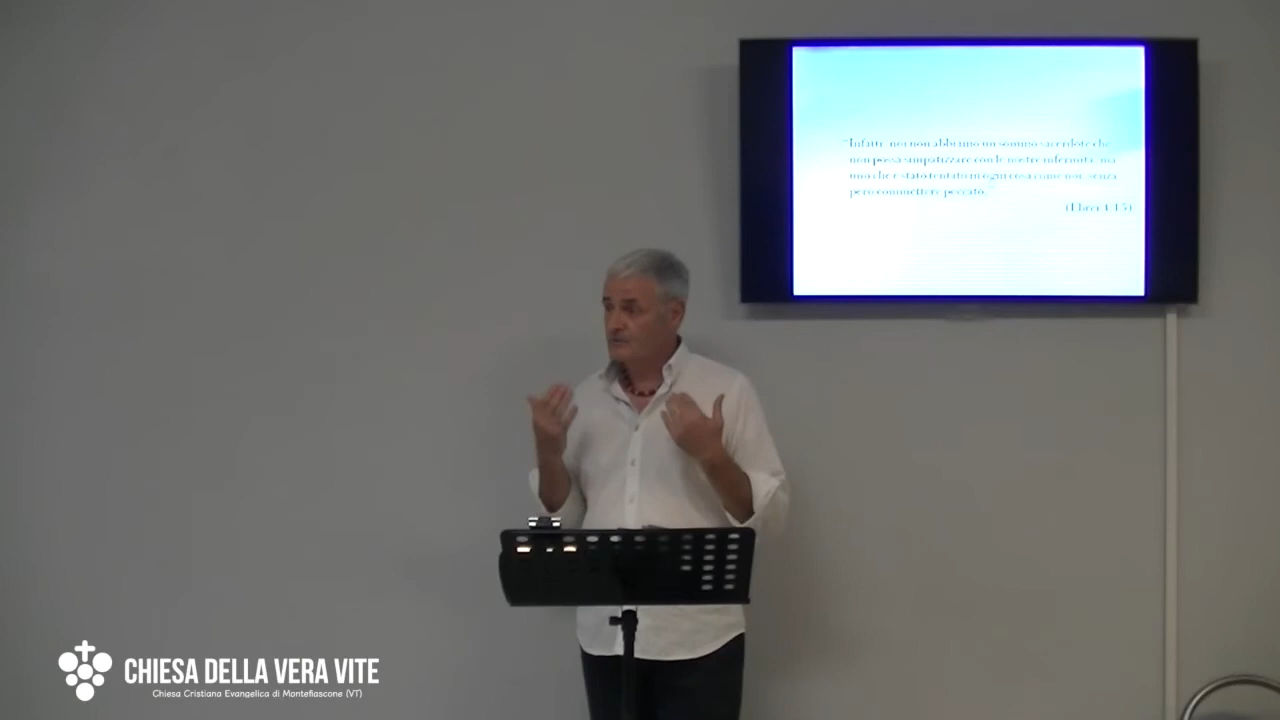 "Infatti, noi non abbiamo un sommo sacerdote che
non possa simpatizzare con le nostre infermità, ma
uno che è stato tentato in ogni cosa come noi, senza
però commettere peccato."
(Ebrei 4:15)
CHIESA DELLA VERA VITE
Chiesa Cristiana Evangelica di Montefiascone (VT)